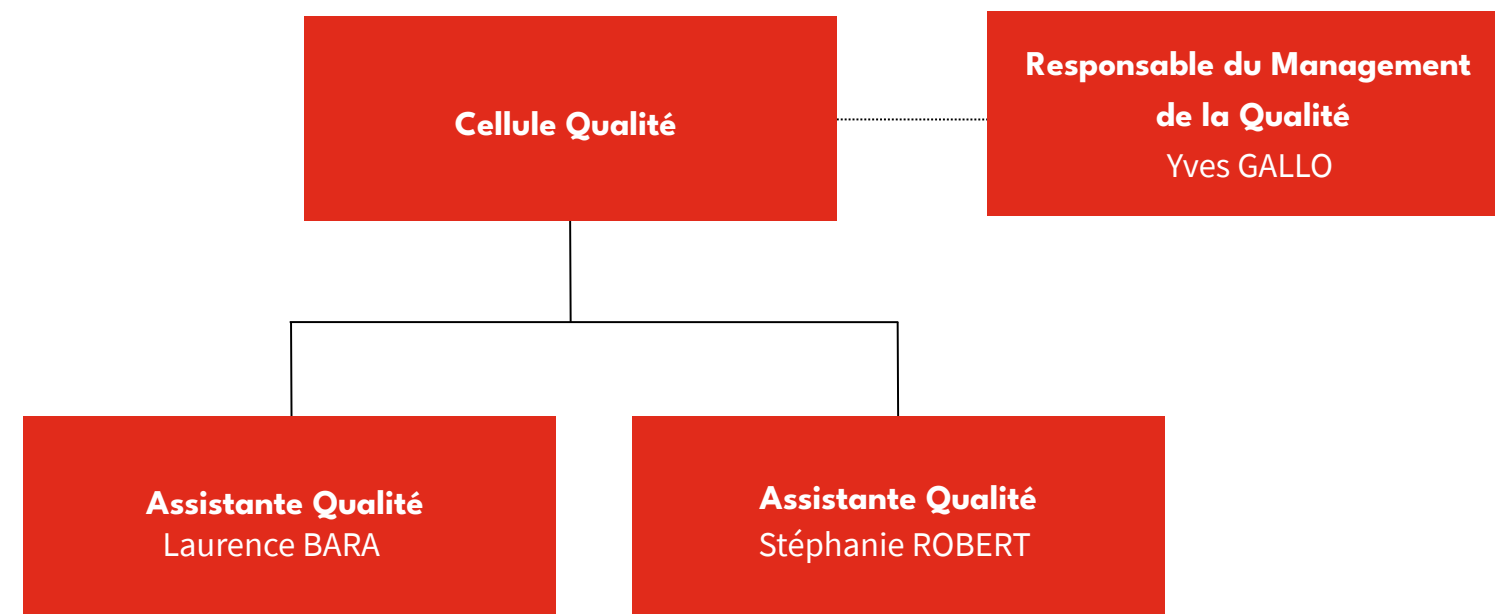 Cellule Qualité
Responsable du Management
de la Qualité
Yves GALLO
Assistante Qualité
Laurence BARA
Assistante Qualité
Stéphanie ROBERT